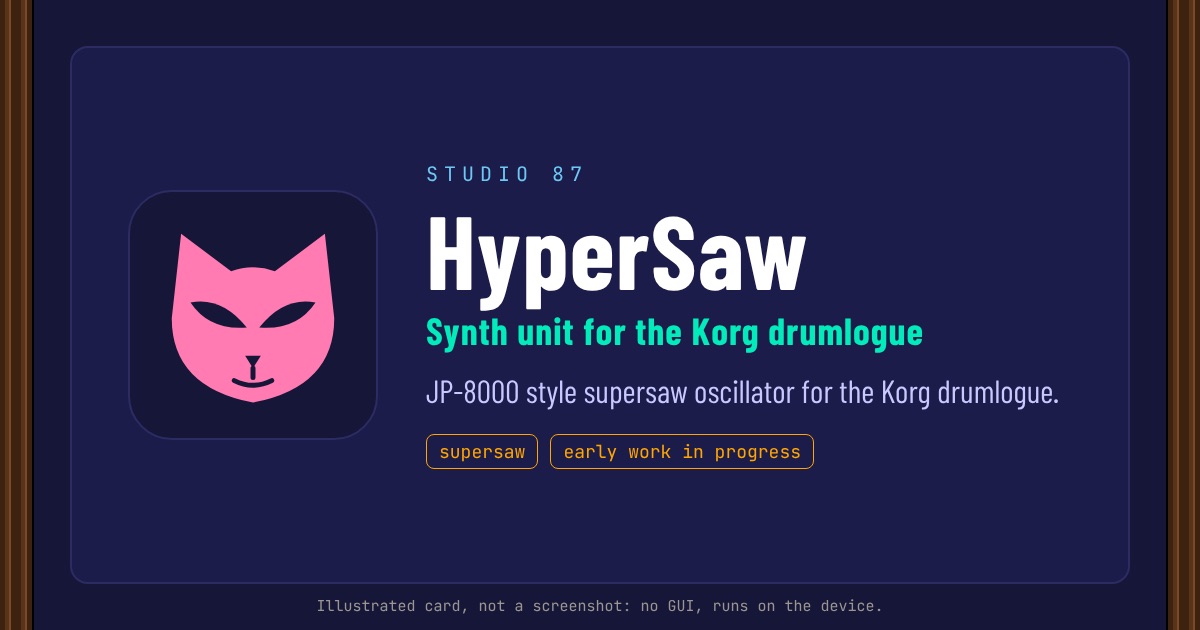 STUDIO 87
HyperSaw
Synth unit for the Korg drumlogue
JP-8000 style supersaw oscillator for the Korg drumlogue.
supersaw
early work in progress
Illustrated card, not a screenshot: no GUI, runs on the device.